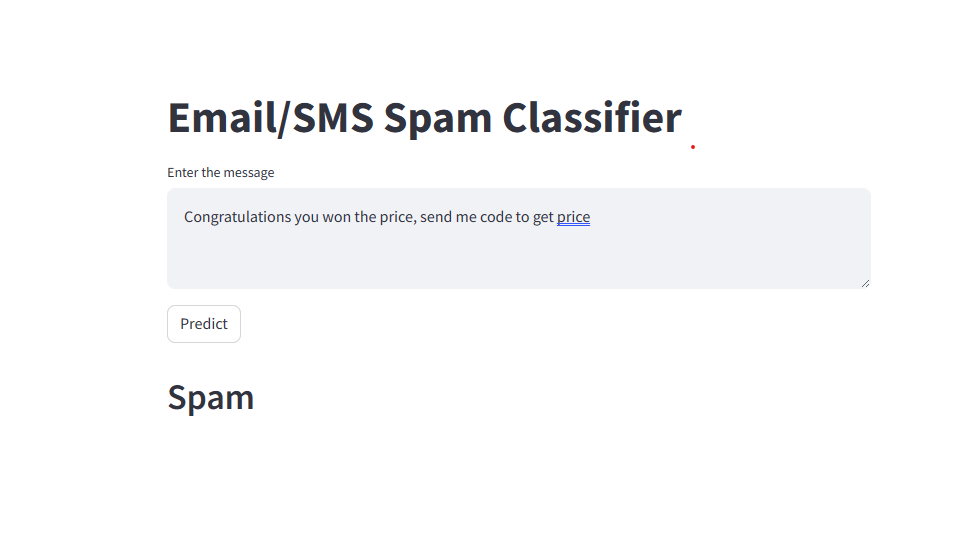 Email/SMS Spam Classifier
Enter the message
Congratulations you won the price, send me code to get price
Predict
Spam